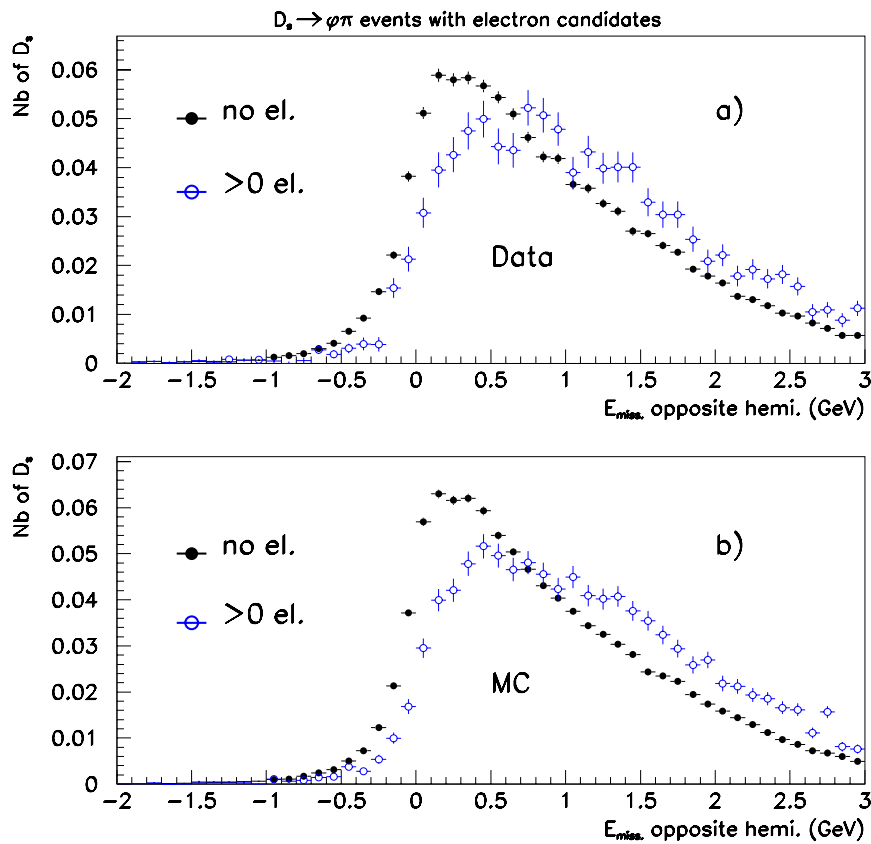 Dₛ → φπ events with electron candidates
Nb of Dₛ
0.06
0.05
0.04
0.03
0.02
0.01
0
no el.
>0 el.
a)
Data
-2 -1.5 -1 -0.5 0 0.5 1 1.5 2 2.5 3
E_miss. opposite hemi. (GeV)
Nb of Dₛ
0.07
0.06
0.05
0.04
0.03
0.02
0.01
0
no el.
>0 el.
b)
MC
-2 -1.5 -1 -0.5 0 0.5 1 1.5 2 2.5 3
E_miss. opposite hemi. (GeV)